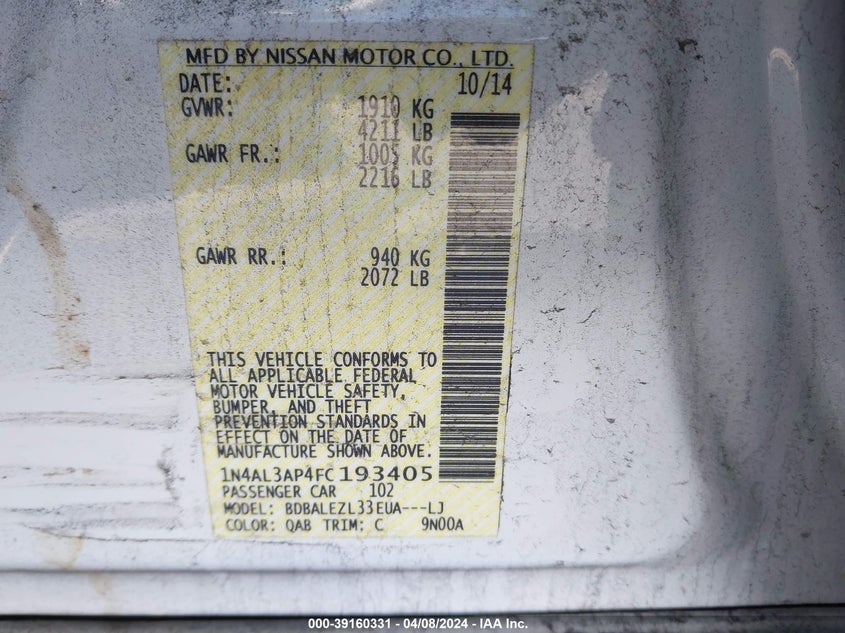 MFD BY NISSAN MOTOR CO., LTD.
DATE: 10/14
GVWR: 1910 KG
4211 LB
GAWR FR.: 1005 KG
2216 LB
GAWR RR.: 940 KG
2072 LB
THIS VEHICLE CONFORMS TO
ALL APPLICABLE FEDERAL
MOTOR VEHICLE SAFETY,
BUMPER, AND THEFT
PREVENTION STANDARDS IN
EFFECT ON THE DATE OF
MANUFACTURE SHOWN ABOVE.
1N4AL3AP4FC193405
PASSENGER CAR 102
MODEL: BDBALEZL33EUA---LJ
COLOR: QAB TRIM: C 9N00A
000-39160331 - 04/08/2024 - IAA Inc.